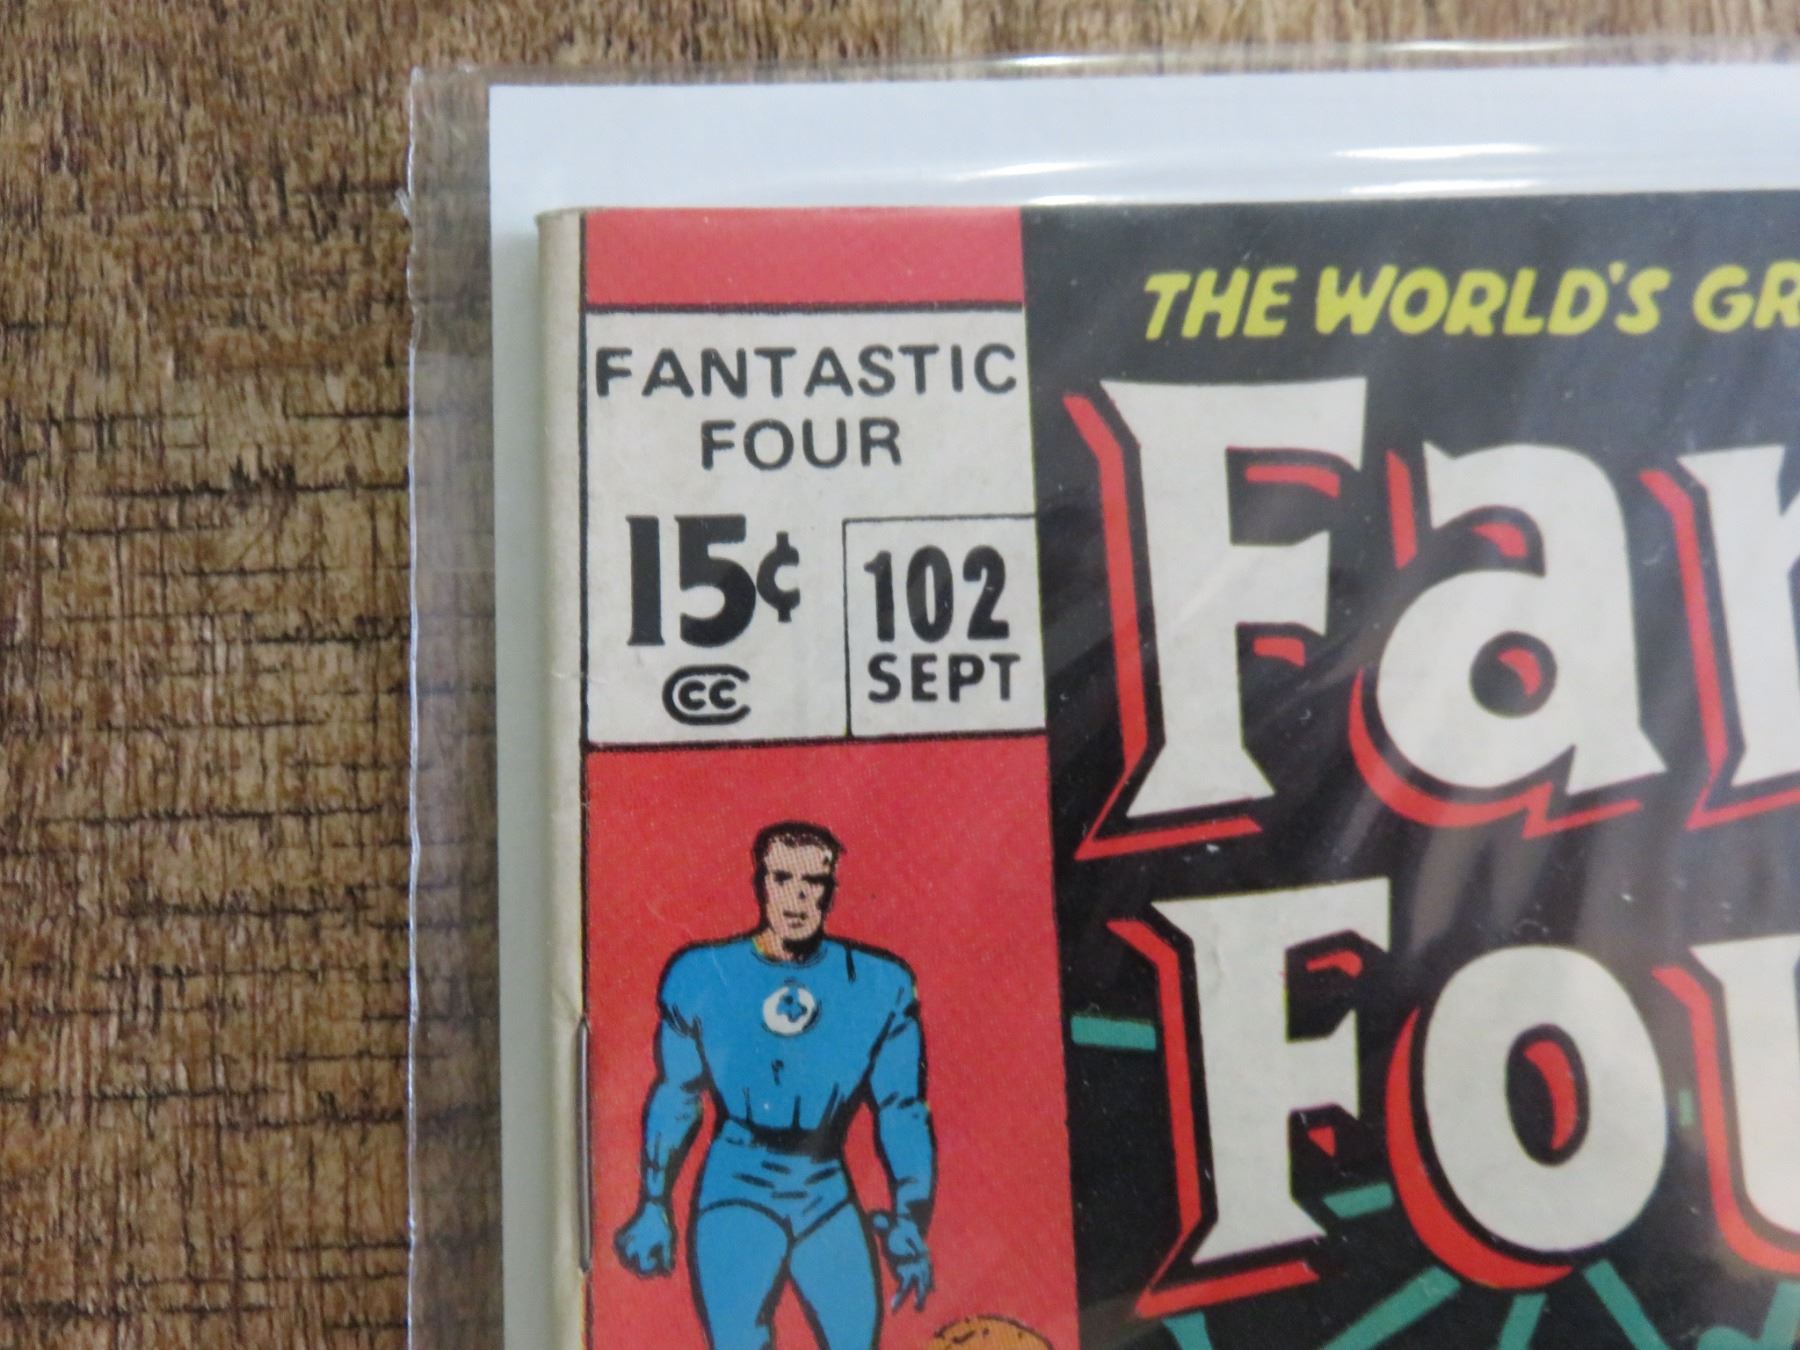 THE WORLD'S GR
FANTASTIC
FOUR
15¢
CC
102
SEPT
Fan
Fou